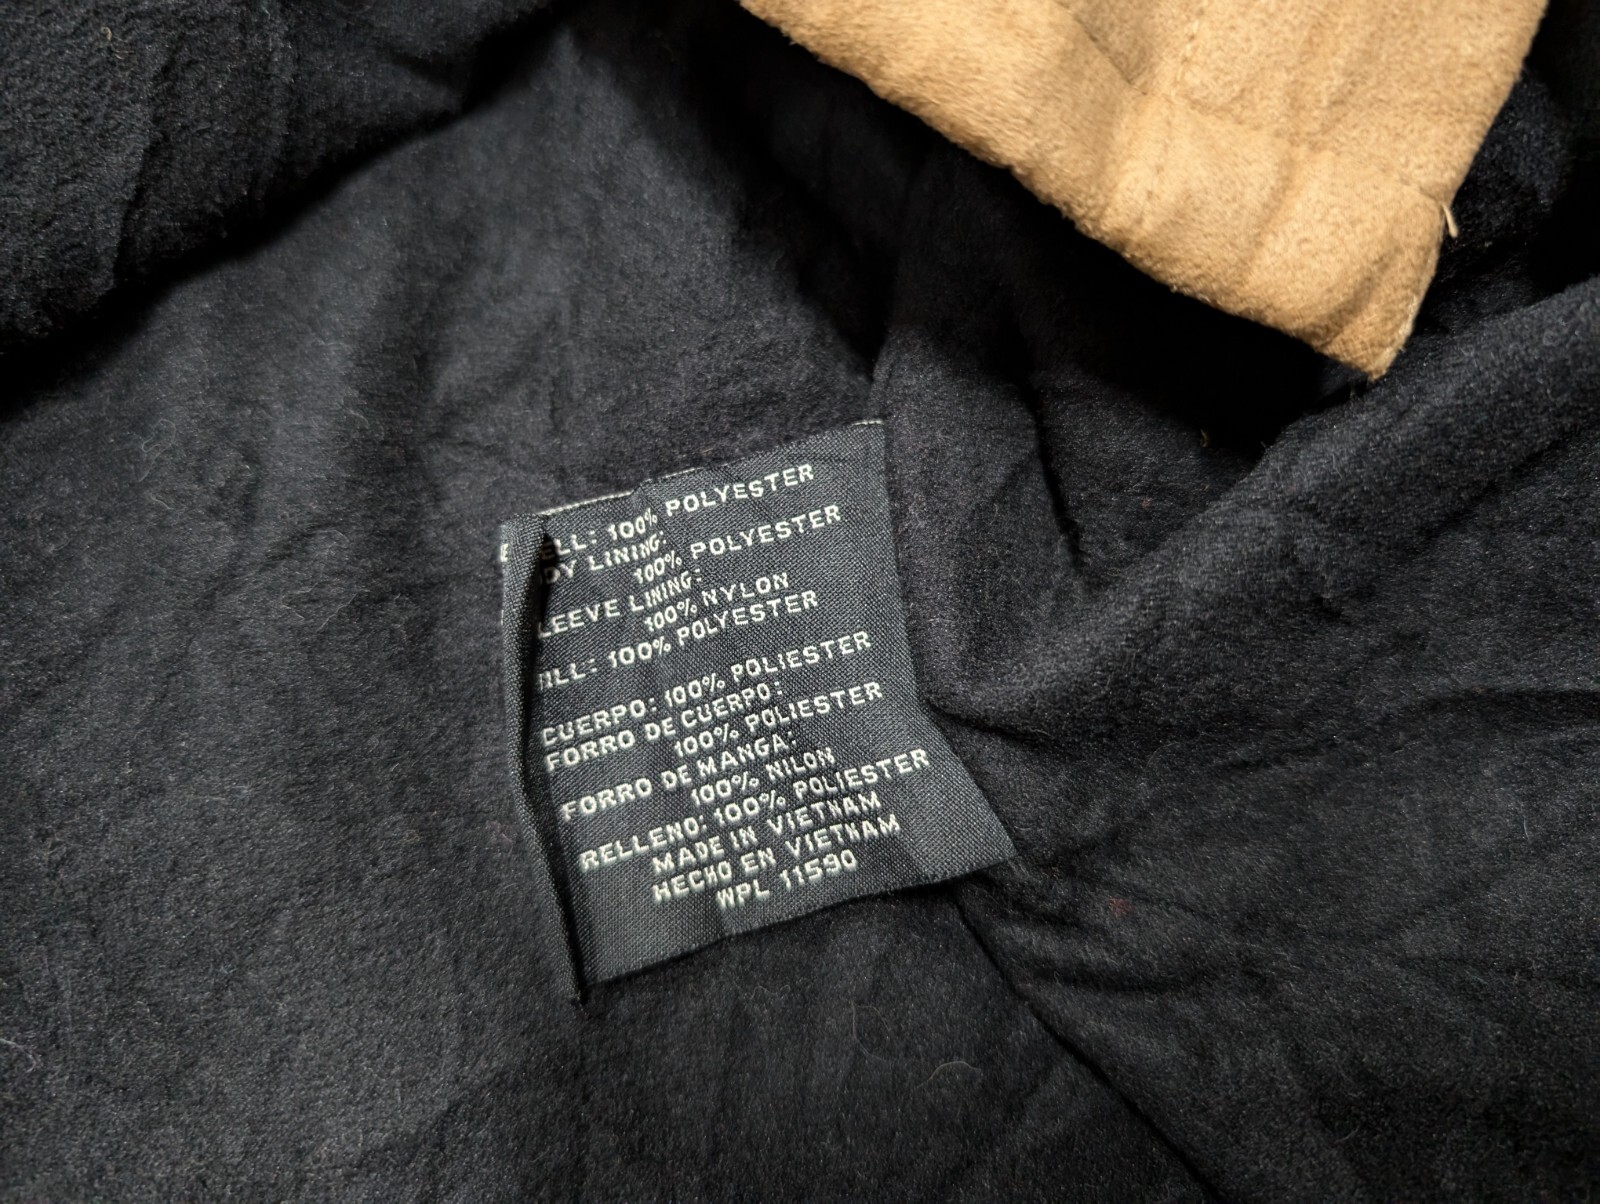 ELL: 100% POLYESTER
DY LINING:
100% POLYESTER
LEEVE LINING:
100% NYLON
ILL: 100% POLYESTER
CUERPO: 100% POLIESTER
FORRO DE CUERPO:
100% POLIESTER
FORRO DE MANGA:
100% NILON
RELLENO: 100% POLIESTER
MADE IN VIETNAM
HECHO EN VIETNAM
WPL 11590